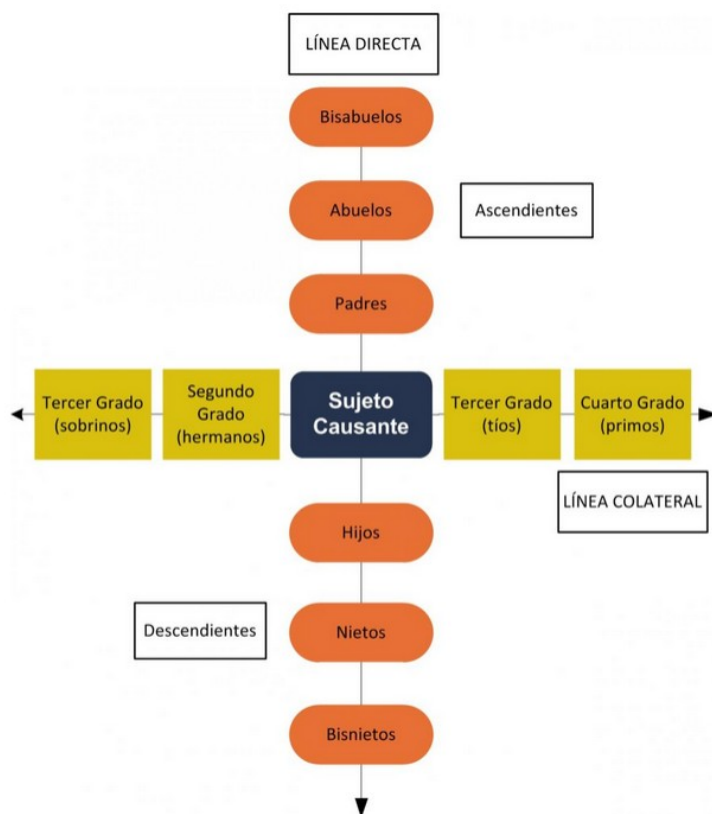 LÍNEA DIRECTA
Bisabuelos
Abuelos
Ascendientes
Padres
Tercer Grado
(sobrinos)
Segundo
Grado
(hermanos)
Sujeto
Causante
Tercer Grado
(tíos)
Cuarto Grado
(primos)
LÍNEA COLATERAL
Hijos
Descendientes
Nietos
Bisnietos